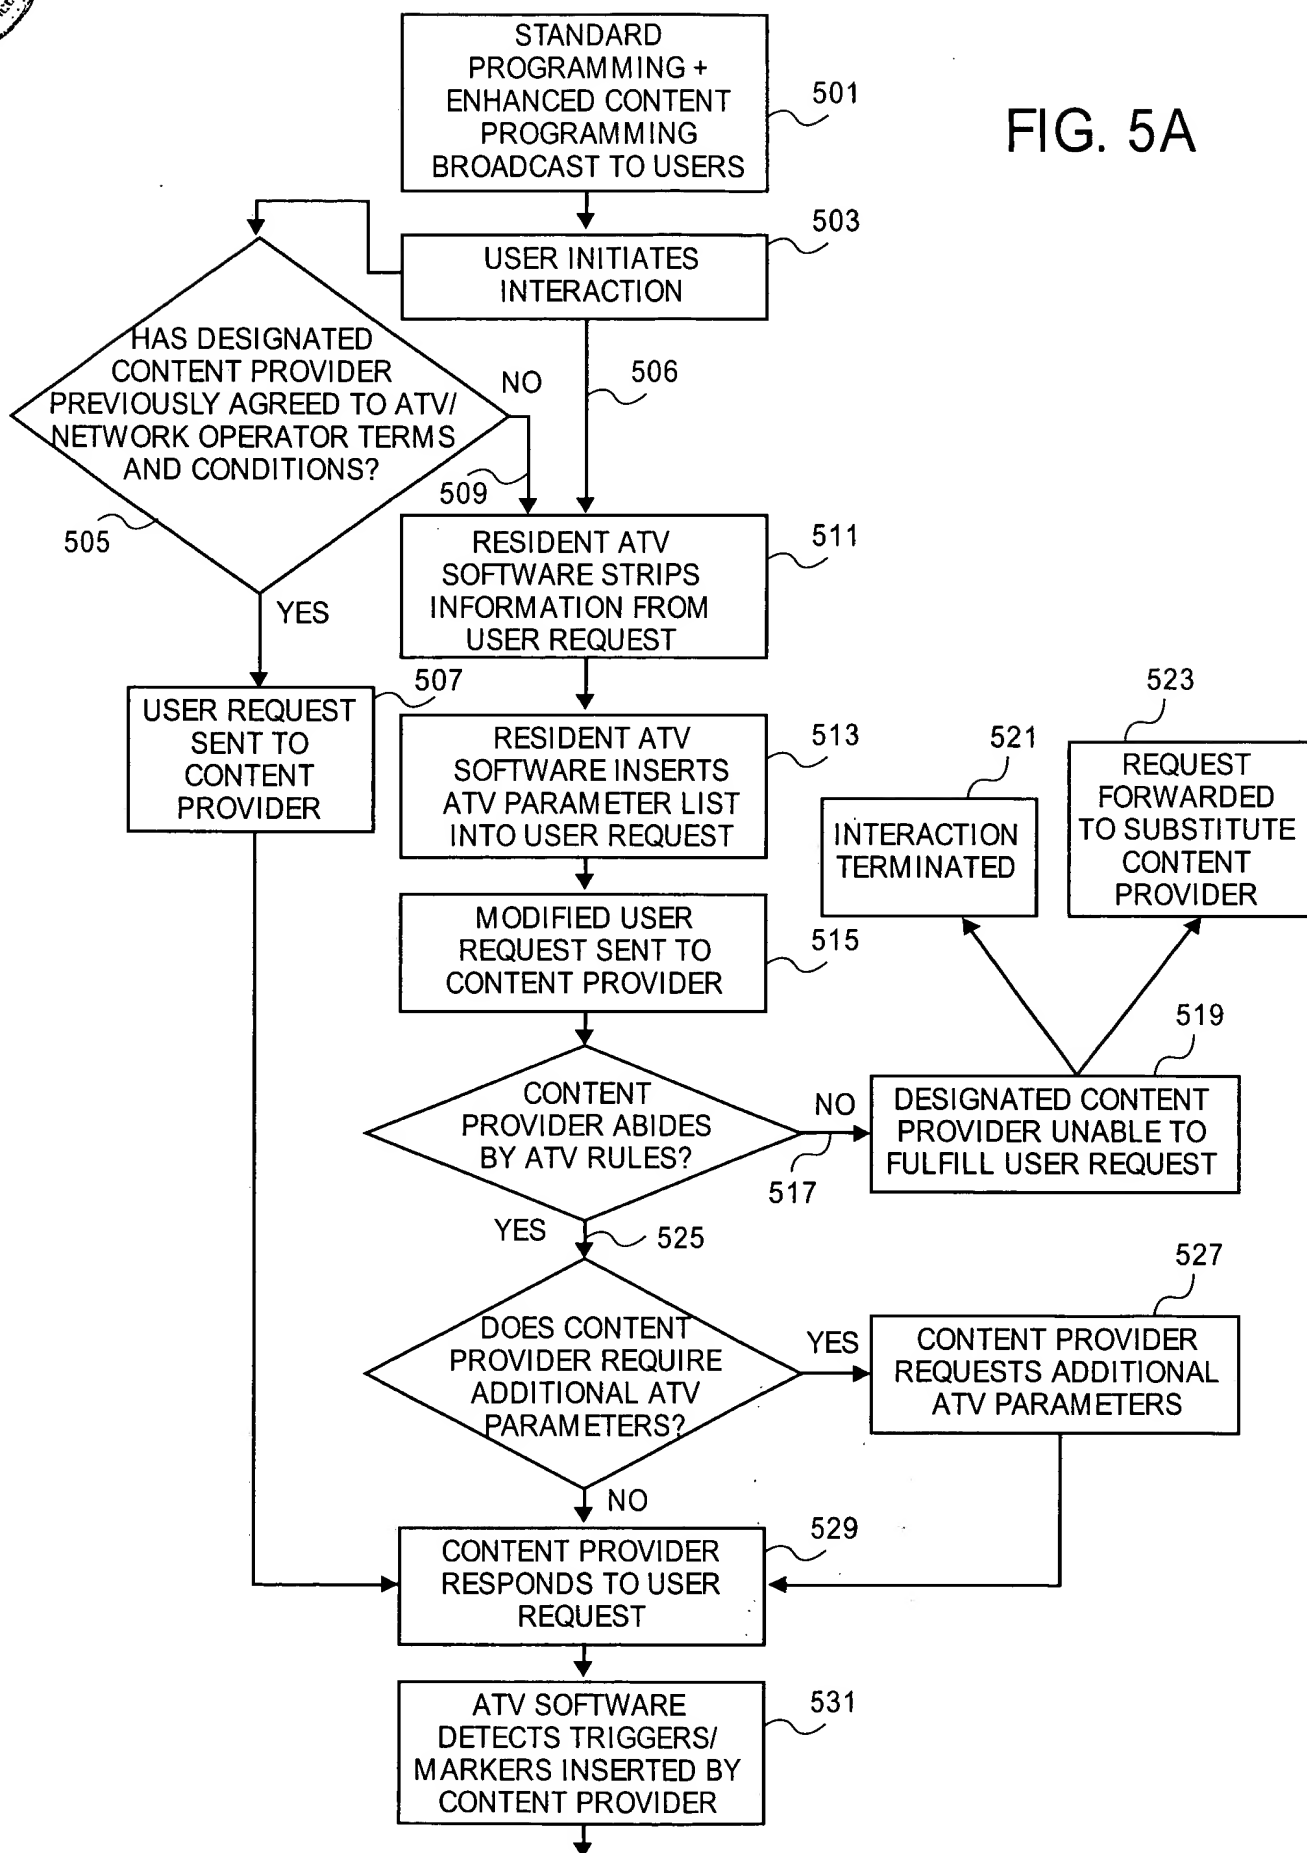 STANDARD
PROGRAMMING +
ENHANCED CONTENT
PROGRAMMING
BROADCAST TO USERS
501
FIG. 5A
503
USER INITIATES
INTERACTION
HAS DESIGNATED
CONTENT PROVIDER
PREVIOUSLY AGREED TO ATV/
NETWORK OPERATOR TERMS
AND CONDITIONS?
NO
506
509
505
YES
RESIDENT ATV
SOFTWARE STRIPS
INFORMATION FROM
USER REQUEST
511
507
USER REQUEST
SENT TO
CONTENT
PROVIDER
RESIDENT ATV
SOFTWARE INSERTS
ATV PARAMETER LIST
INTO USER REQUEST
513
521
INTERACTION
TERMINATED
523
REQUEST
FORWARDED
TO SUBSTITUTE
CONTENT
PROVIDER
MODIFIED USER
REQUEST SENT TO
CONTENT PROVIDER
515
CONTENT
PROVIDER ABIDES
BY ATV RULES?
NO
517
519
DESIGNATED CONTENT
PROVIDER UNABLE TO
FULFILL USER REQUEST
YES
525
DOES CONTENT
PROVIDER REQUIRE
ADDITIONAL ATV
PARAMETERS?
YES
527
CONTENT PROVIDER
REQUESTS ADDITIONAL
ATV PARAMETERS
NO
529
CONTENT PROVIDER
RESPONDS TO USER
REQUEST
ATV SOFTWARE
DETECTS TRIGGERS/
MARKERS INSERTED BY
CONTENT PROVIDER
531